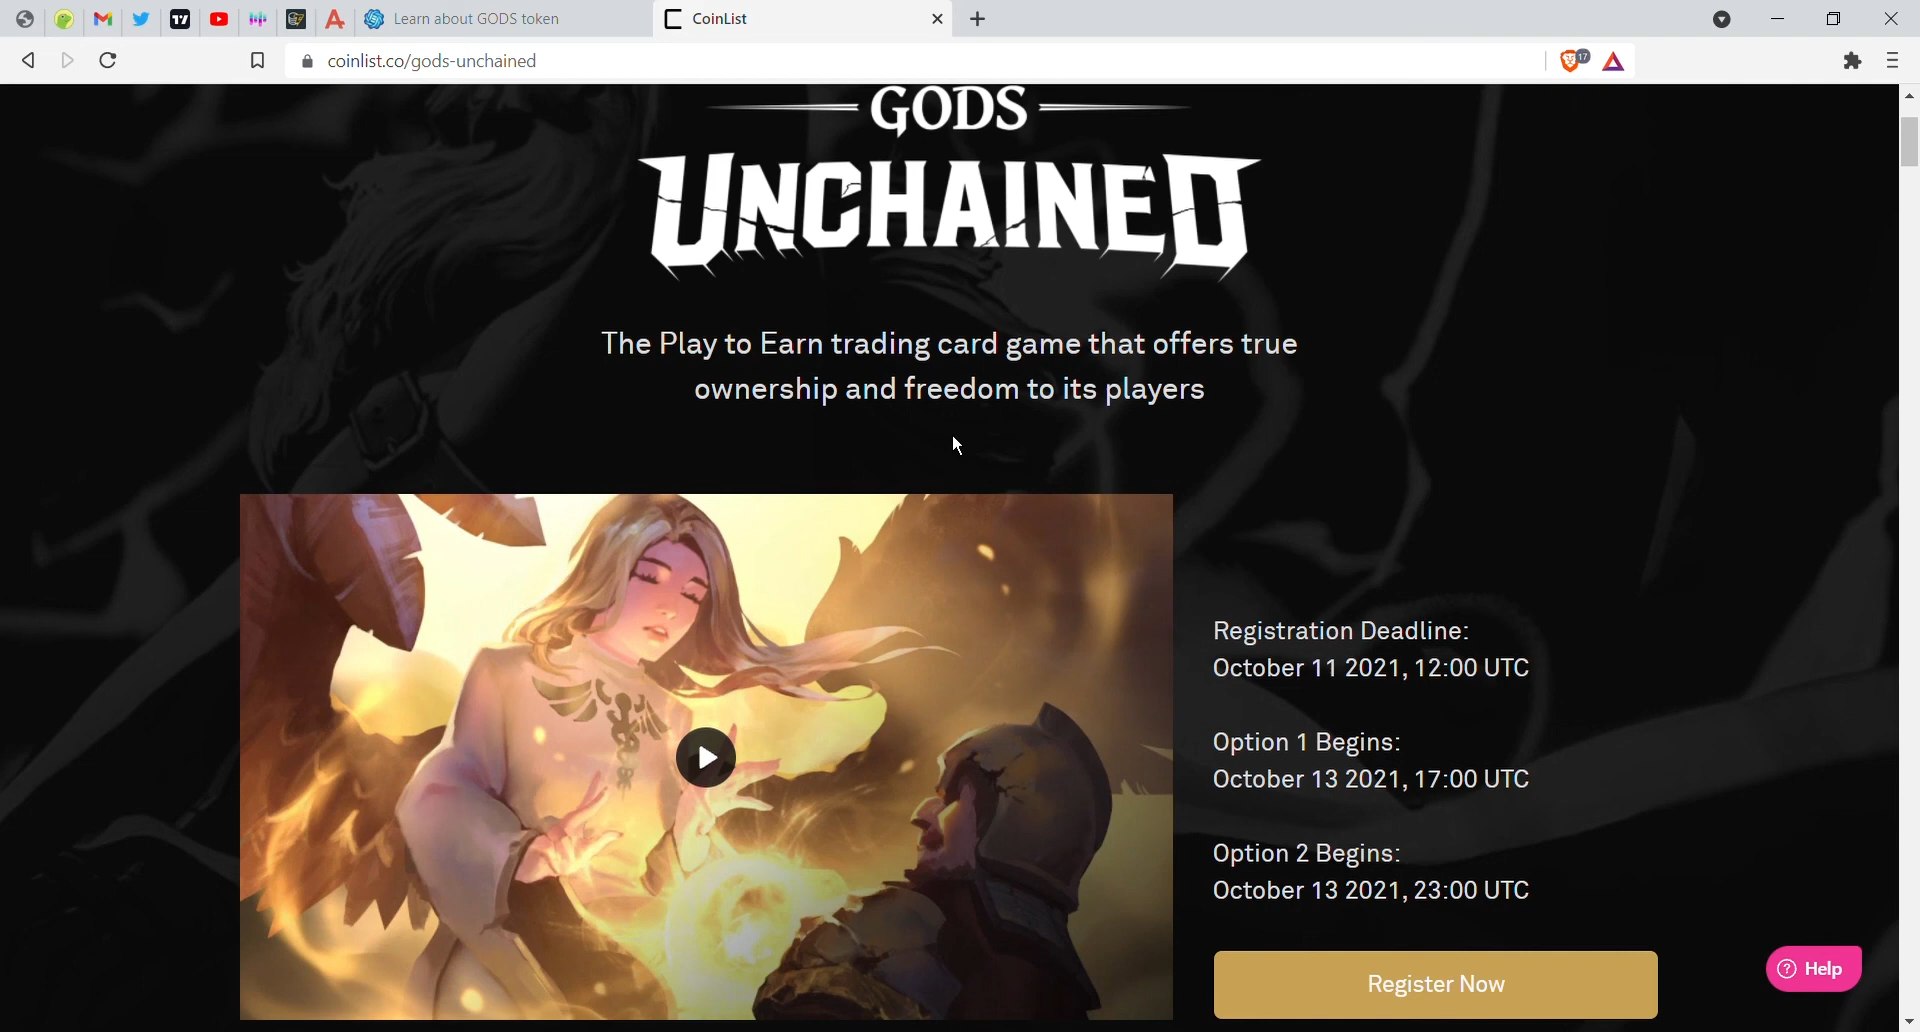 Learn about GODS token
CoinList
coinlist.co/gods-unchained
17
GODS
UNCHAINED
The Play to Earn trading card game that offers true
ownership and freedom to its players
Registration Deadline:
October 11 2021, 12:00 UTC
Option 1 Begins:
October 13 2021, 17:00 UTC
Option 2 Begins:
October 13 2021, 23:00 UTC
Register Now
Help